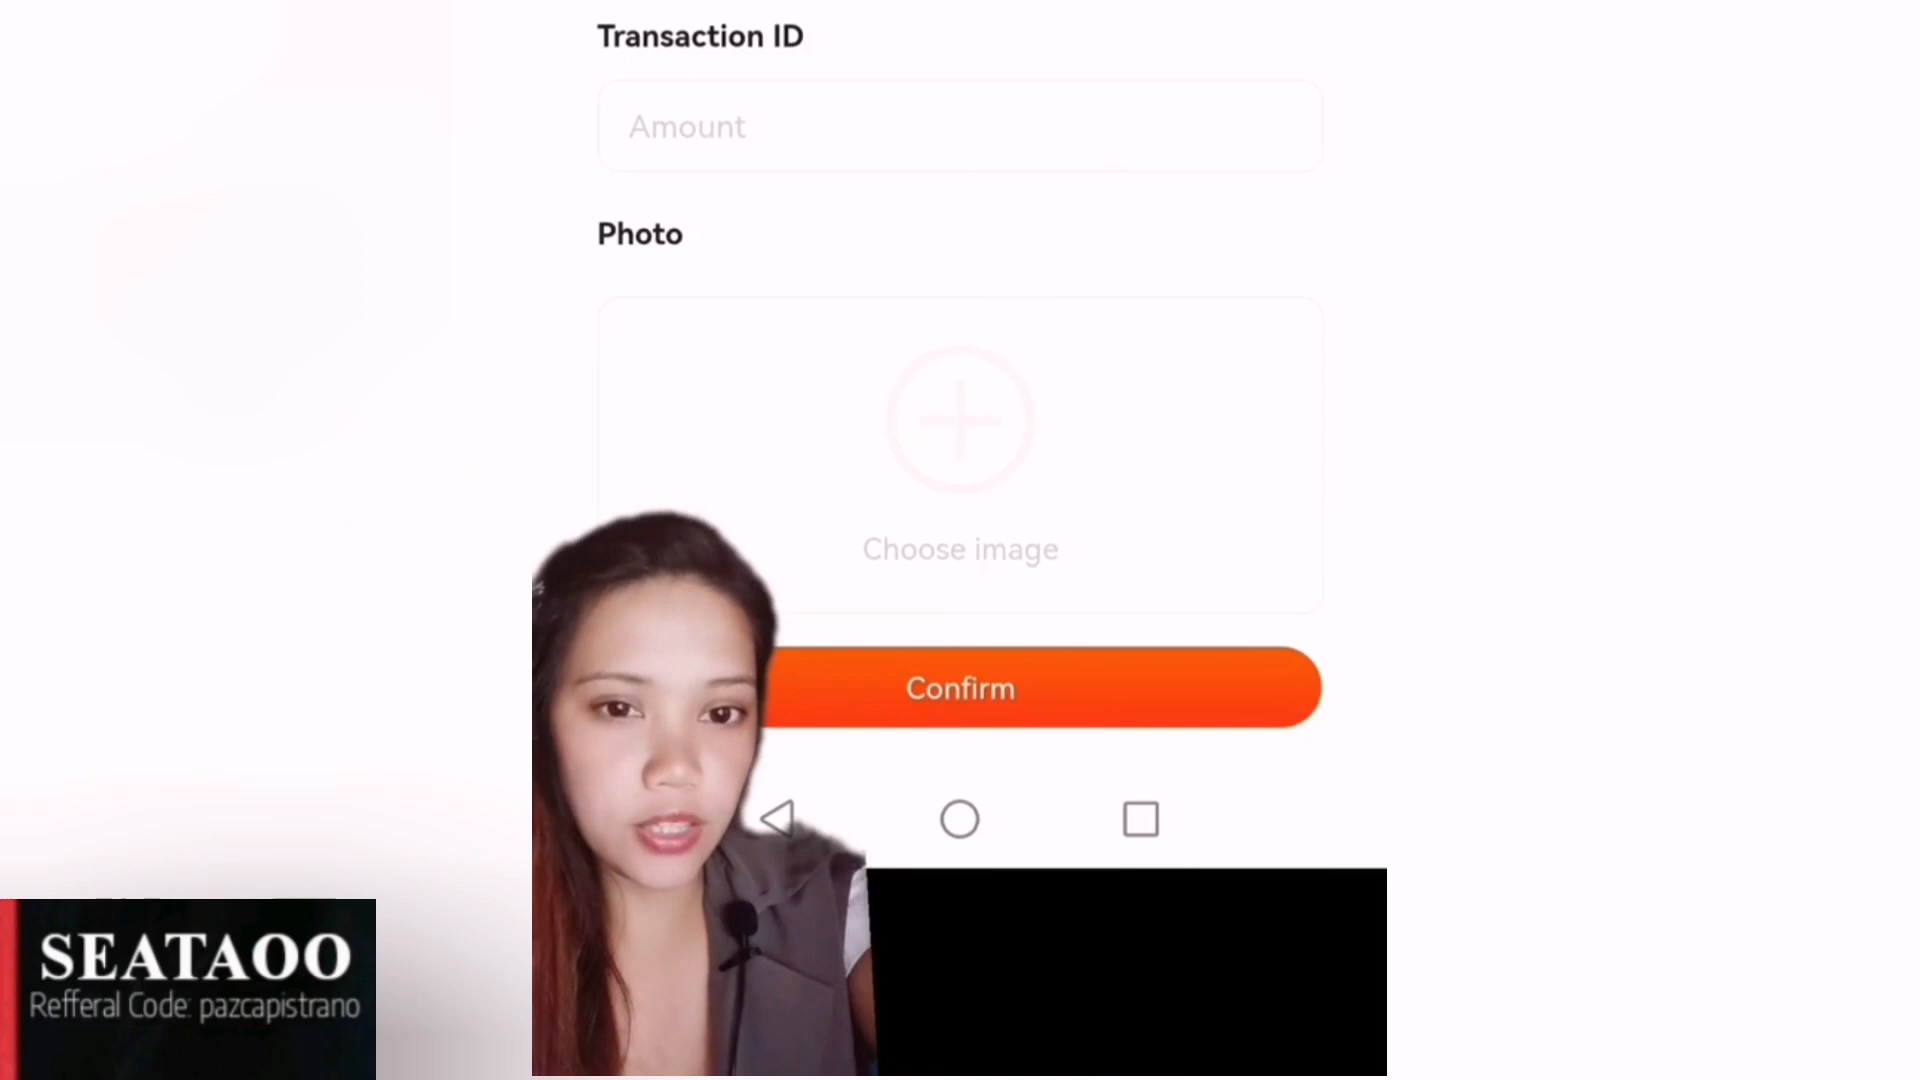 Transaction ID
Amount
Photo
Choose image
Confirm
SEATAOO
Refferal Code: pazcapistrano